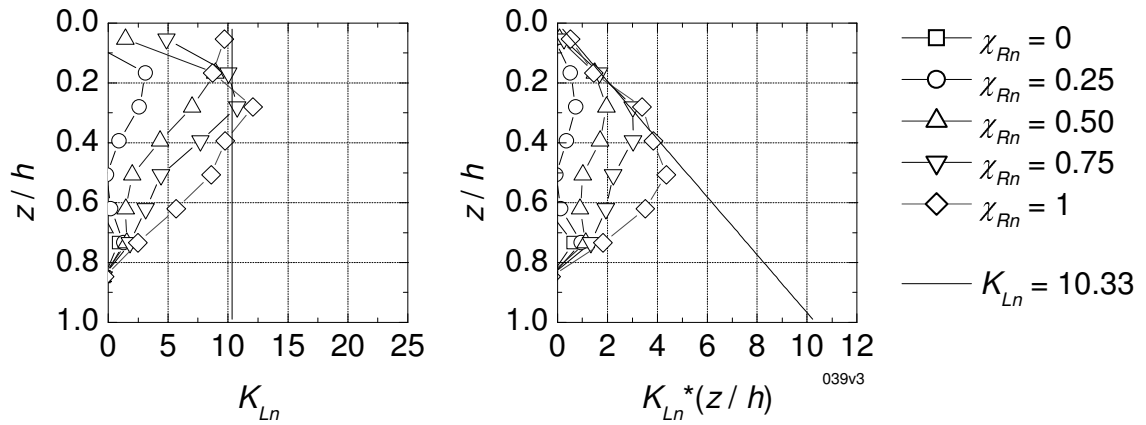 0.0
0.2
0.4
0.6
0.8
1.0
z / h
0 5 10 15 20 25
K_Ln
0.0
0.2
0.4
0.6
0.8
1.0
z / h
0 2 4 6 8 10 12
039v3
K_Ln*(z / h)
χ_Rn = 0
χ_Rn = 0.25
χ_Rn = 0.50
χ_Rn = 0.75
χ_Rn = 1
K_Ln = 10.33